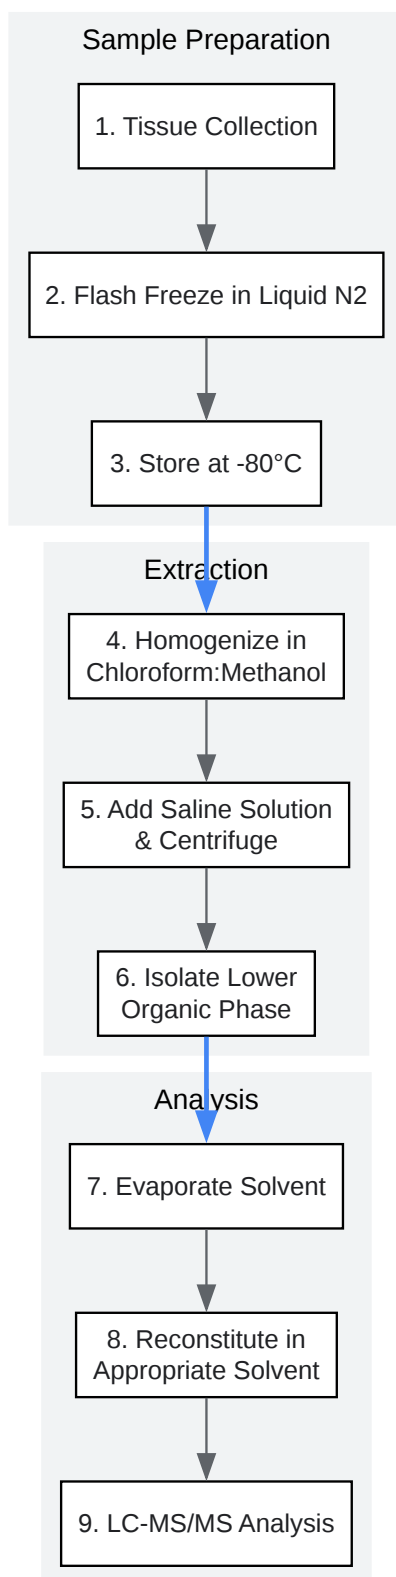 Sample Preparation
1. Tissue Collection
2. Flash Freeze in Liquid N2
3. Store at -80°C
Extraction
4. Homogenize in
Chloroform:Methanol
5. Add Saline Solution
& Centrifuge
6. Isolate Lower
Organic Phase
Analysis
7. Evaporate Solvent
8. Reconstitute in
Appropriate Solvent
9. LC-MS/MS Analysis